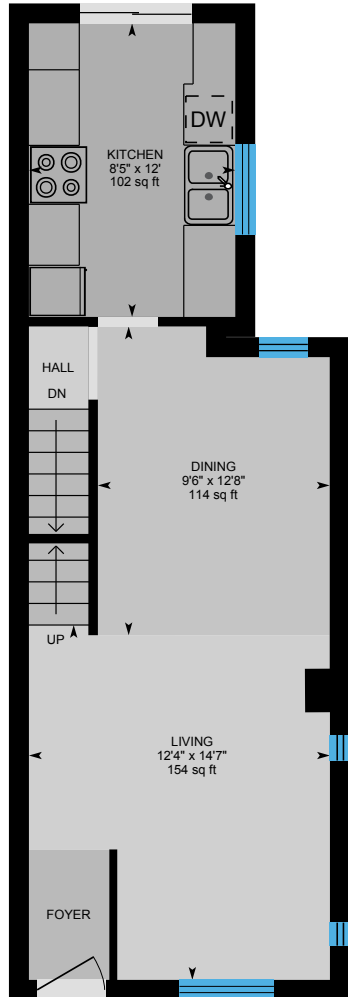 DW
KITCHEN
8'5" x 12'
102 sq ft
HALL
DN
DINING
9'6" x 12'8"
114 sq ft
UP
LIVING
12'4" x 14'7"
154 sq ft
FOYER